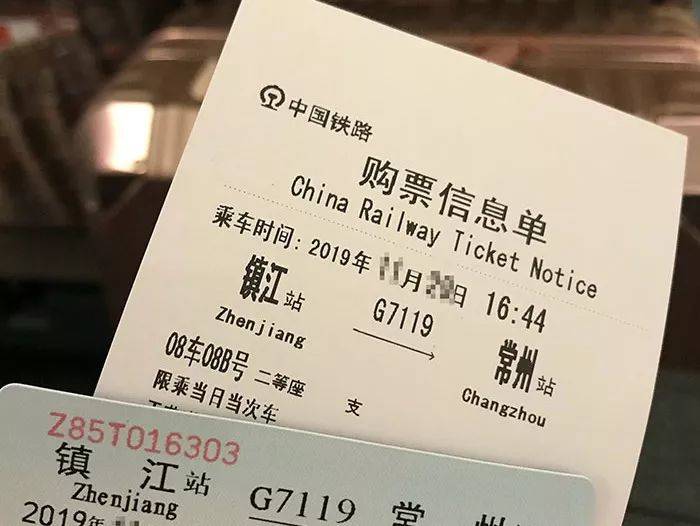 中国铁路
购票信息单
China Railway Ticket Notice
乘车时间: 2019年 月 日 16:44
镇江站 G7119 常州站
Zhenjiang Changzhou
08车08B号 二等座 支
限乘当日当次车
Z85T016303
镇江站 G7119 常 州
Zhenjiang
2019年